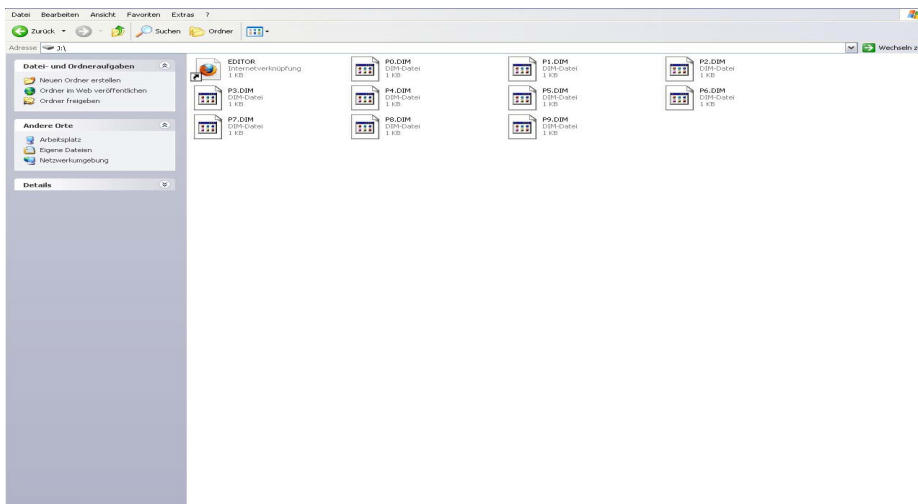 Datei Bearbeiten Ansicht Favoriten Extras ?
Zurück Suchen Ordner
Adresse J:\ Wechseln z
Datei- und Ordneraufgaben
Neuen Ordner erstellen
Ordner im Web veröffentlichen
Ordner freigeben
Andere Orte
Arbeitsplatz
Eigene Dateien
Netzwerkumgebung
Details
EDITOR
Internetverknüpfung
1 KB
P0.DIM
DIM-Datei
1 KB
P1.DIM
DIM-Datei
1 KB
P2.DIM
DIM-Datei
1 KB
P3.DIM
DIM-Datei
1 KB
P4.DIM
DIM-Datei
1 KB
P5.DIM
DIM-Datei
1 KB
P6.DIM
DIM-Datei
1 KB
P7.DIM
DIM-Datei
1 KB
P8.DIM
DIM-Datei
1 KB
P9.DIM
DIM-Datei
1 KB